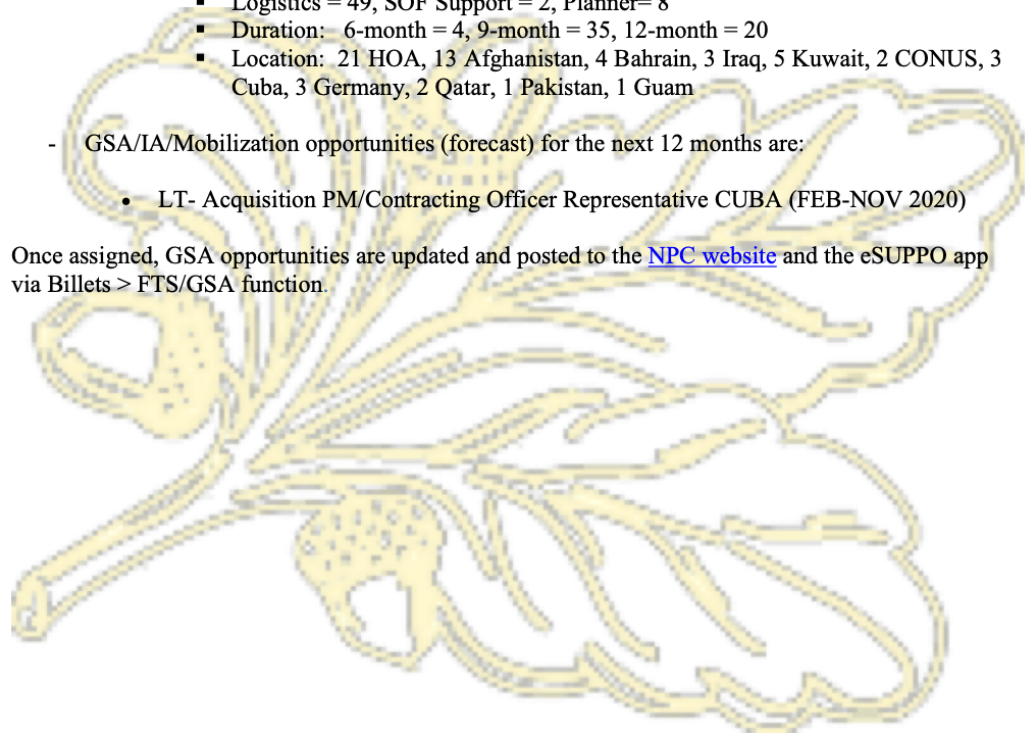 ▪ Logistics = 49, SOF Support = 2, Planner= 8
▪ Duration: 6-month = 4, 9-month = 35, 12-month = 20
▪ Location: 21 HOA, 13 Afghanistan, 4 Bahrain, 3 Iraq, 5 Kuwait, 2 CONUS, 3
Cuba, 3 Germany, 2 Qatar, 1 Pakistan, 1 Guam
- GSA/IA/Mobilization opportunities (forecast) for the next 12 months are:
• LT- Acquisition PM/Contracting Officer Representative CUBA (FEB-NOV 2020)
Once assigned, GSA opportunities are updated and posted to the NPC website and the eSUPPO app
via Billets > FTS/GSA function.